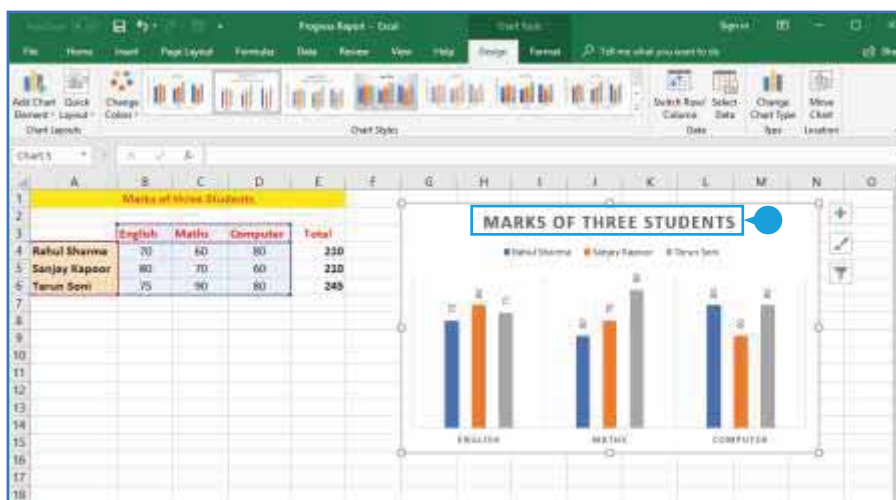 Progress Report - Excel
Chart Tools
Sign in
File Home Insert Page Layout Formulas Data Review View Help Design Format Tell me what you want to do
Add Chart Element Quick Layout Change Colors Switch Row/ Column Select Data Change Chart Type Move Chart
Chart Layouts Chart Styles Data Type Location
Chart 5
A B C D E F G H I J K L M N O
1 Marks of three Students
2
3 English Maths Computer Total
4 Rahul Sharma 70 60 80 210
5 Sanjay Kapoor 80 70 60 210
6 Tarun Soni 75 90 80 245
7
8
9
10
11
12
13
14
15
16
17
18
MARKS OF THREE STUDENTS
Rahul Sharma Sanjay Kapoor Tarun Soni
ENGLISH MATHS COMPUTER